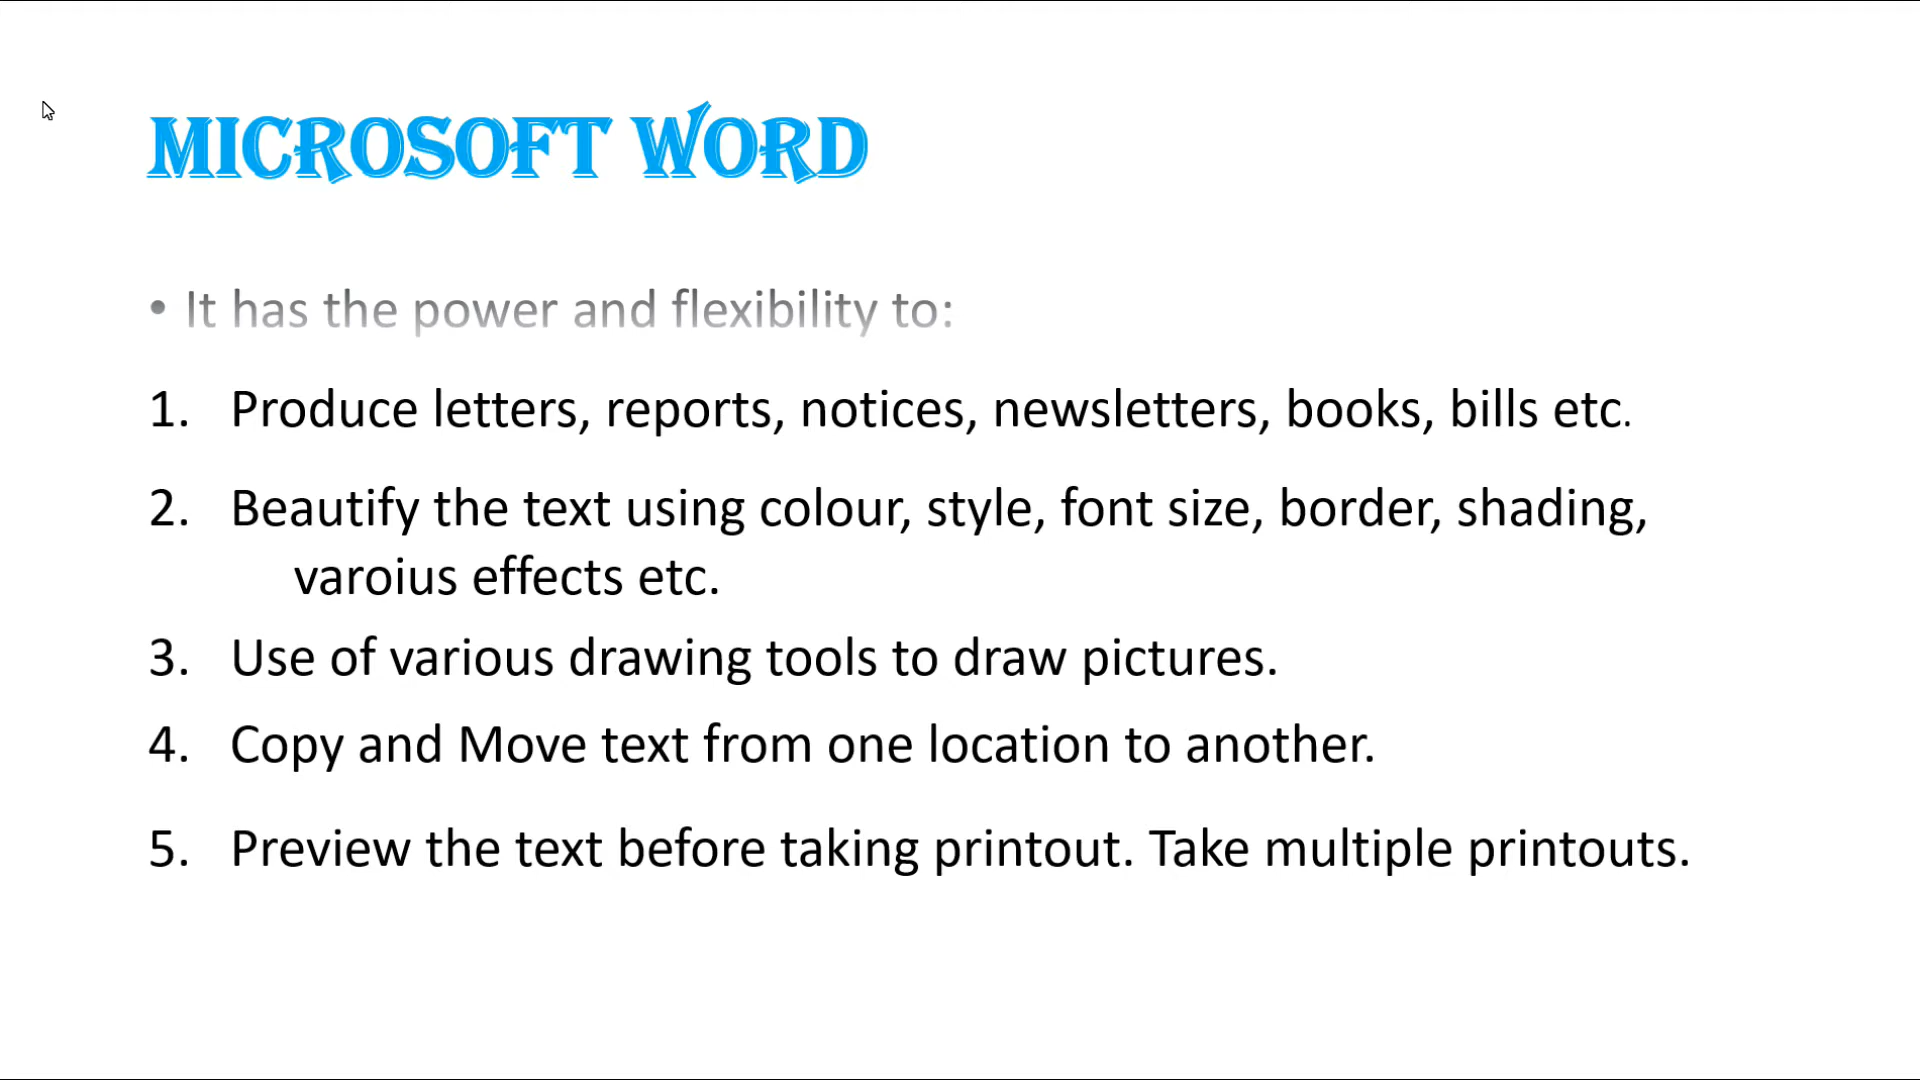 MICROSOFT WORD
• It has the power and flexibility to:
1. Produce letters, reports, notices, newsletters, books, bills etc.
2. Beautify the text using colour, style, font size, border, shading,
varoius effects etc.
3. Use of various drawing tools to draw pictures.
4. Copy and Move text from one location to another.
5. Preview the text before taking printout. Take multiple printouts.